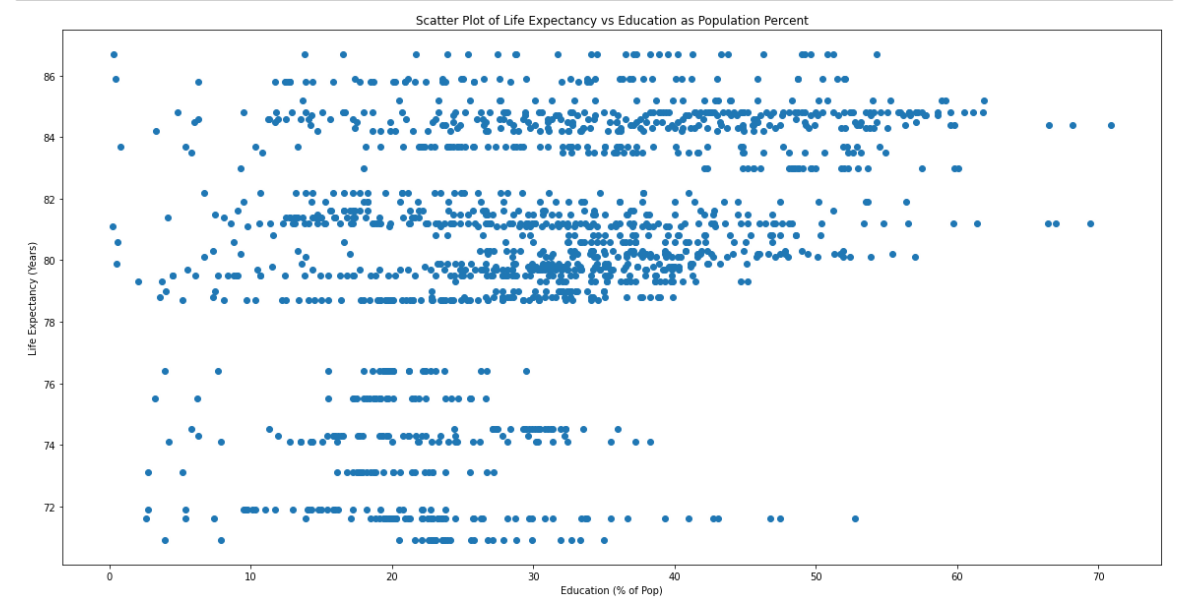 Scatter Plot of Life Expectancy vs Education as Population Percent
Life Expectancy (Years)
86
84
82
80
78
76
74
72
0 10 20 30 40 50 60 70
Education (% of Pop)